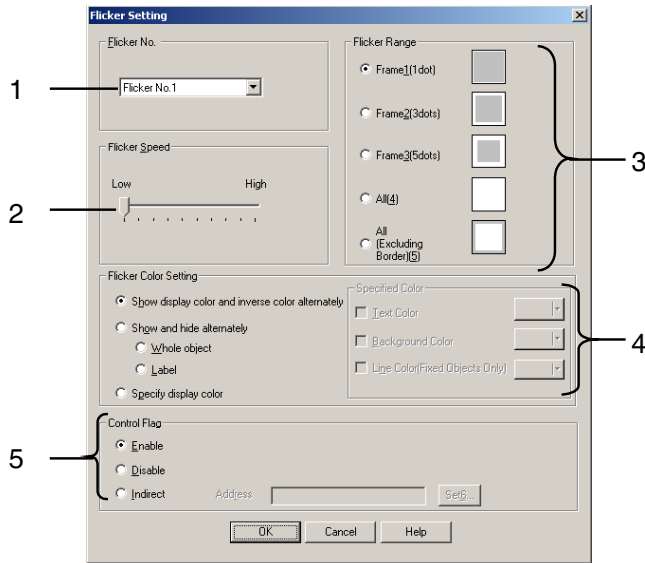 Flicker Setting
Flicker No.
Flicker No.1
Flicker Speed
Low High
Flicker Range
Frame1(1dot)
Frame2(3dots)
Frame3(5dots)
All(4)
All
(Excluding
Border)(5)
Flicker Color Setting
Show display color and inverse color alternately
Show and hide alternately
Whole object
Label
Specify display color
Specified Color
Text Color
Background Color
Line Color(Fixed Objects Only)
Control Flag
Enable
Disable
Indirect Address Set6...
OK Cancel Help
1
2
3
4
5